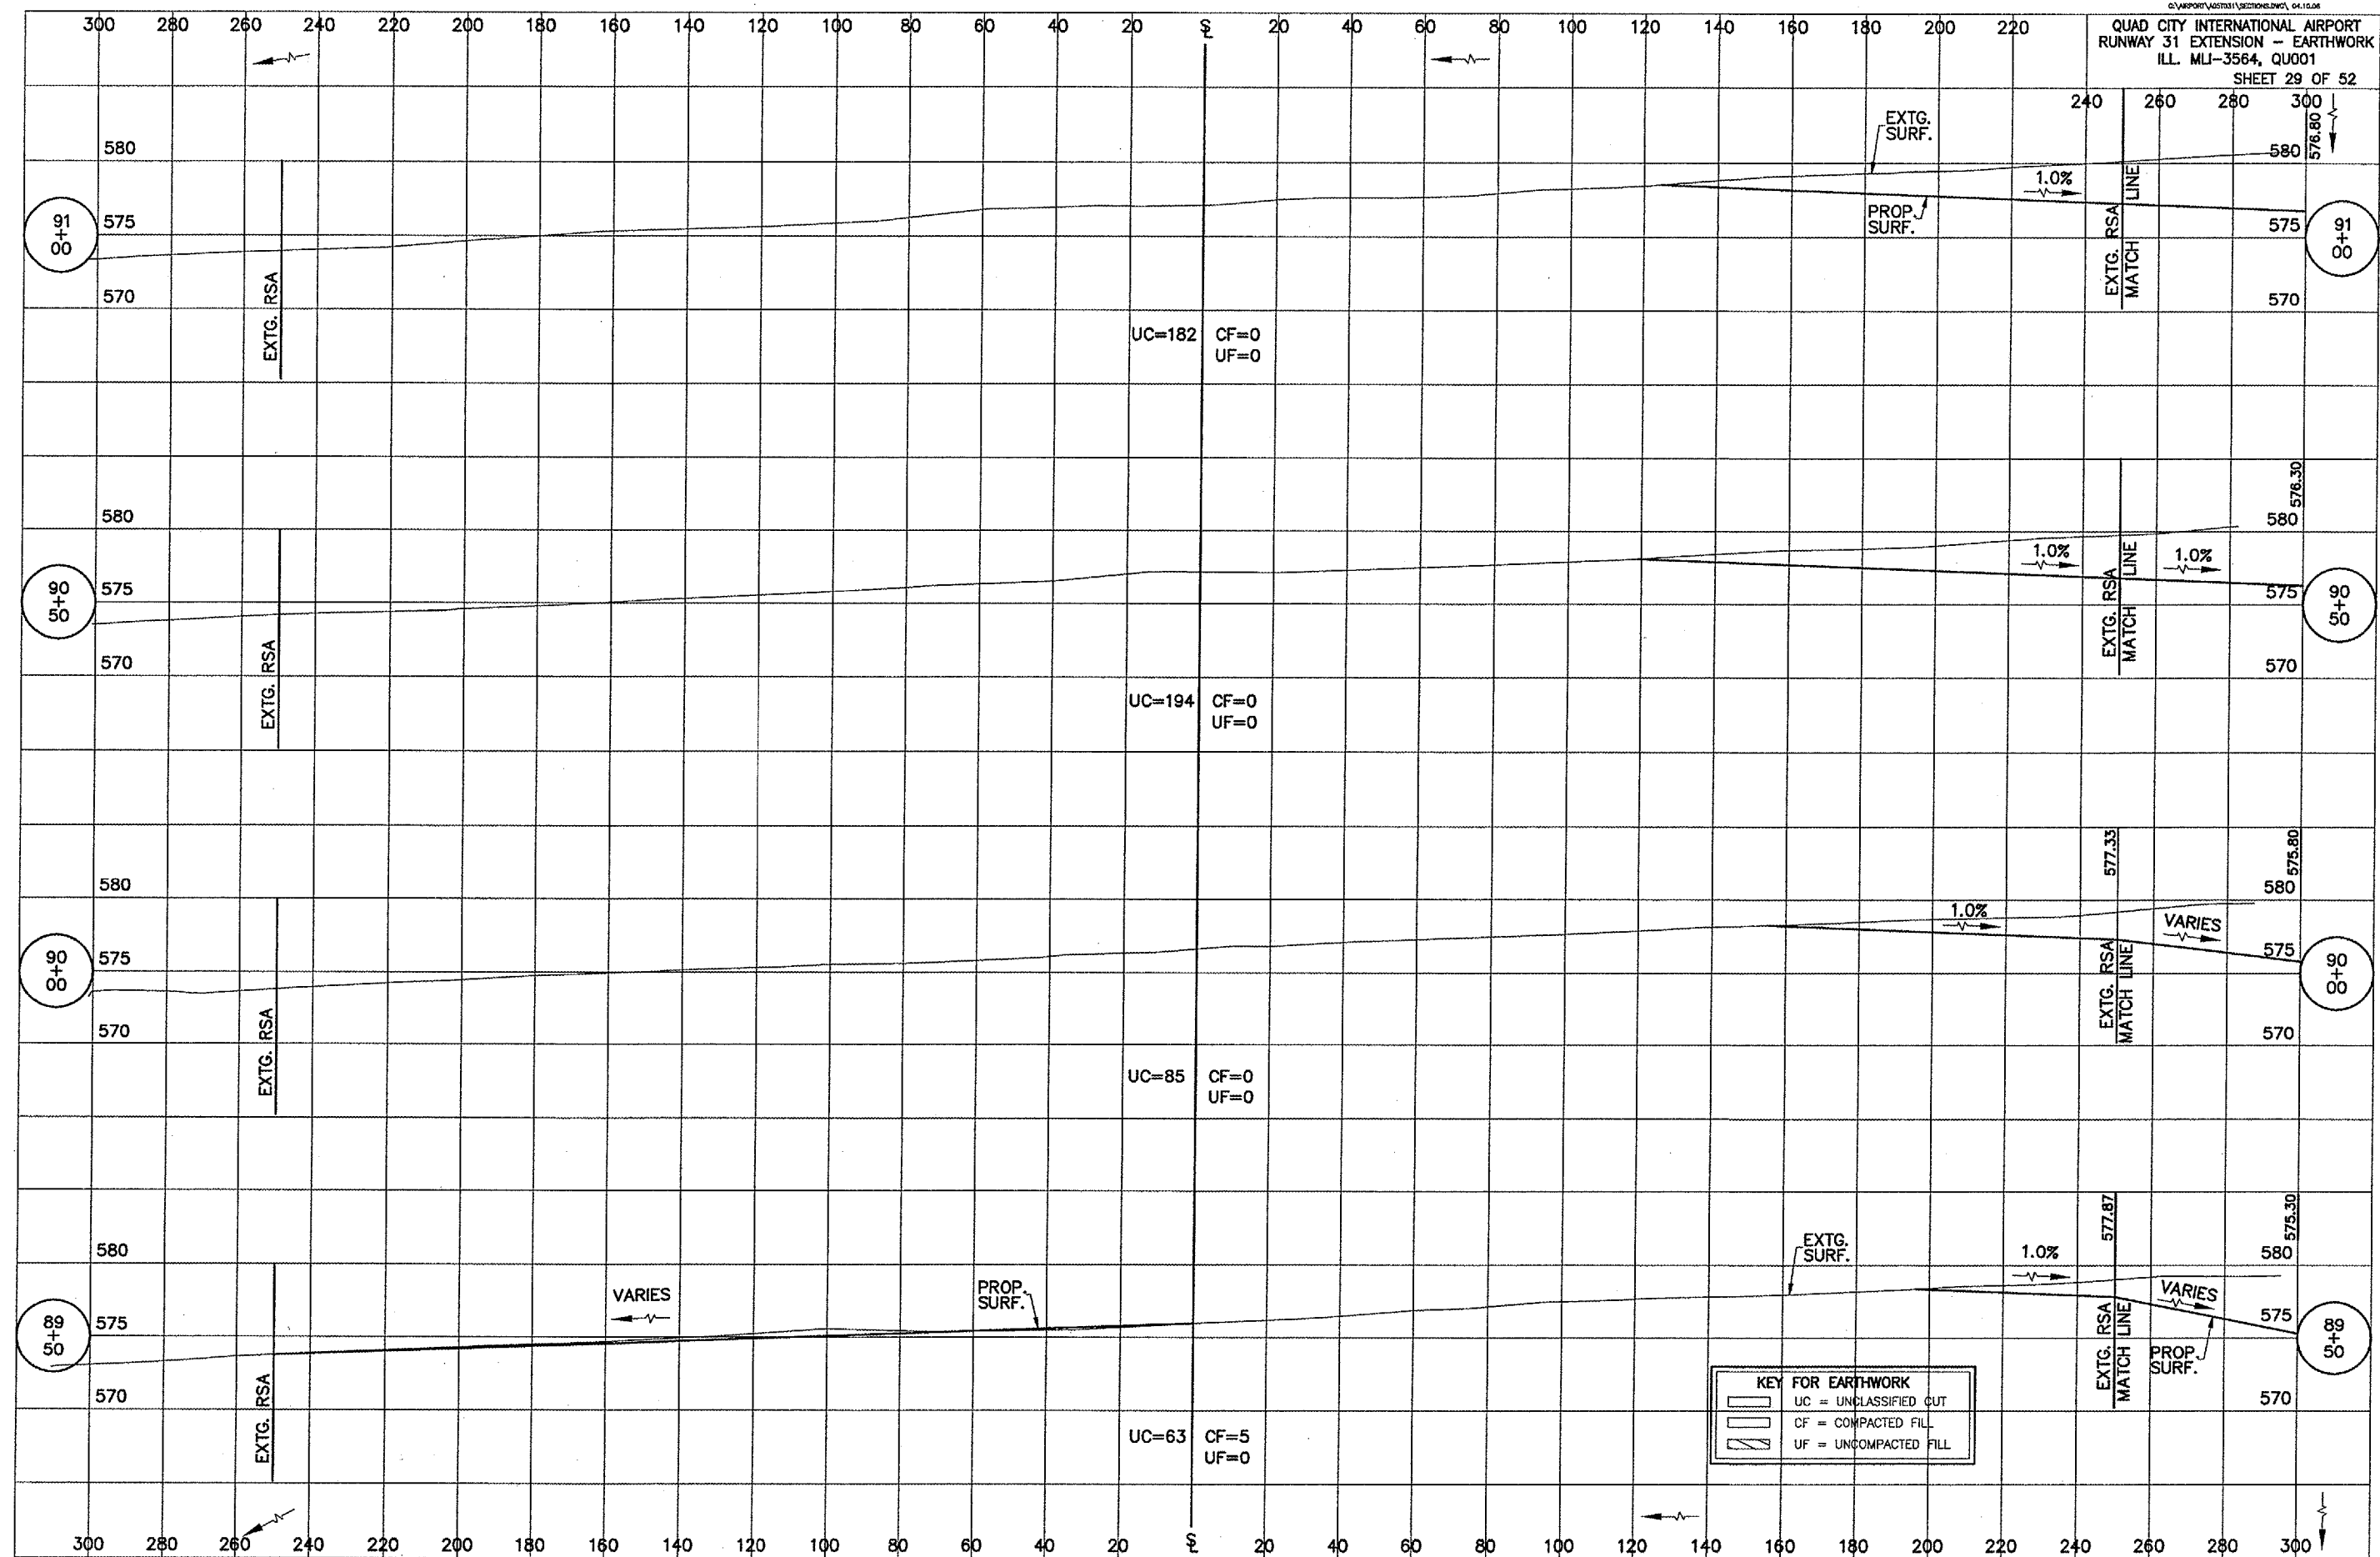 C:\AIRPORT\A05T031\SECTIONS.DWG\, 04.10.06
QUAD CITY INTERNATIONAL AIRPORT
RUNWAY 31 EXTENSION – EARTHWORK
ILL. MLI–3564, QU001
SHEET 29 OF 52
300 280 260 240 220 200 180 160 140 120 100 80 60 40 20 ℄ 20 40 60 80 100 120 140 160 180 200 220
240 260 280 300
576.80
EXTG.
SURF.
580 580
1.0%
PROP.
SURF.
91
+
00
575 575
91
+
00
570 570
EXTG. RSA
EXTG. RSA
MATCH LINE
UC=182 CF=0
UF=0
576.30
580 580
1.0% 1.0%
90
+
50
575 575
90
+
50
570 570
EXTG. RSA
EXTG. RSA
MATCH LINE
UC=194 CF=0
UF=0
577.33 575.80
580 580
1.0% VARIES
90
+
00
575 575
90
+
00
570 570
EXTG. RSA
EXTG. RSA
MATCH LINE
UC=85 CF=0
UF=0
577.87 575.30
EXTG.
SURF.
580 580
1.0% VARIES
VARIES
PROP.
SURF.
89
+
50
575 575
89
+
50
PROP.
SURF.
570 570
EXTG. RSA
EXTG. RSA
MATCH LINE
UC=63 CF=5
UF=0
KEY FOR EARTHWORK
UC = UNCLASSIFIED CUT
CF = COMPACTED FILL
UF = UNCOMPACTED FILL
300 280 260 240 220 200 180 160 140 120 100 80 60 40 20 ℄ 20 40 60 80 100 120 140 160 180 200 220 240 260 280 300